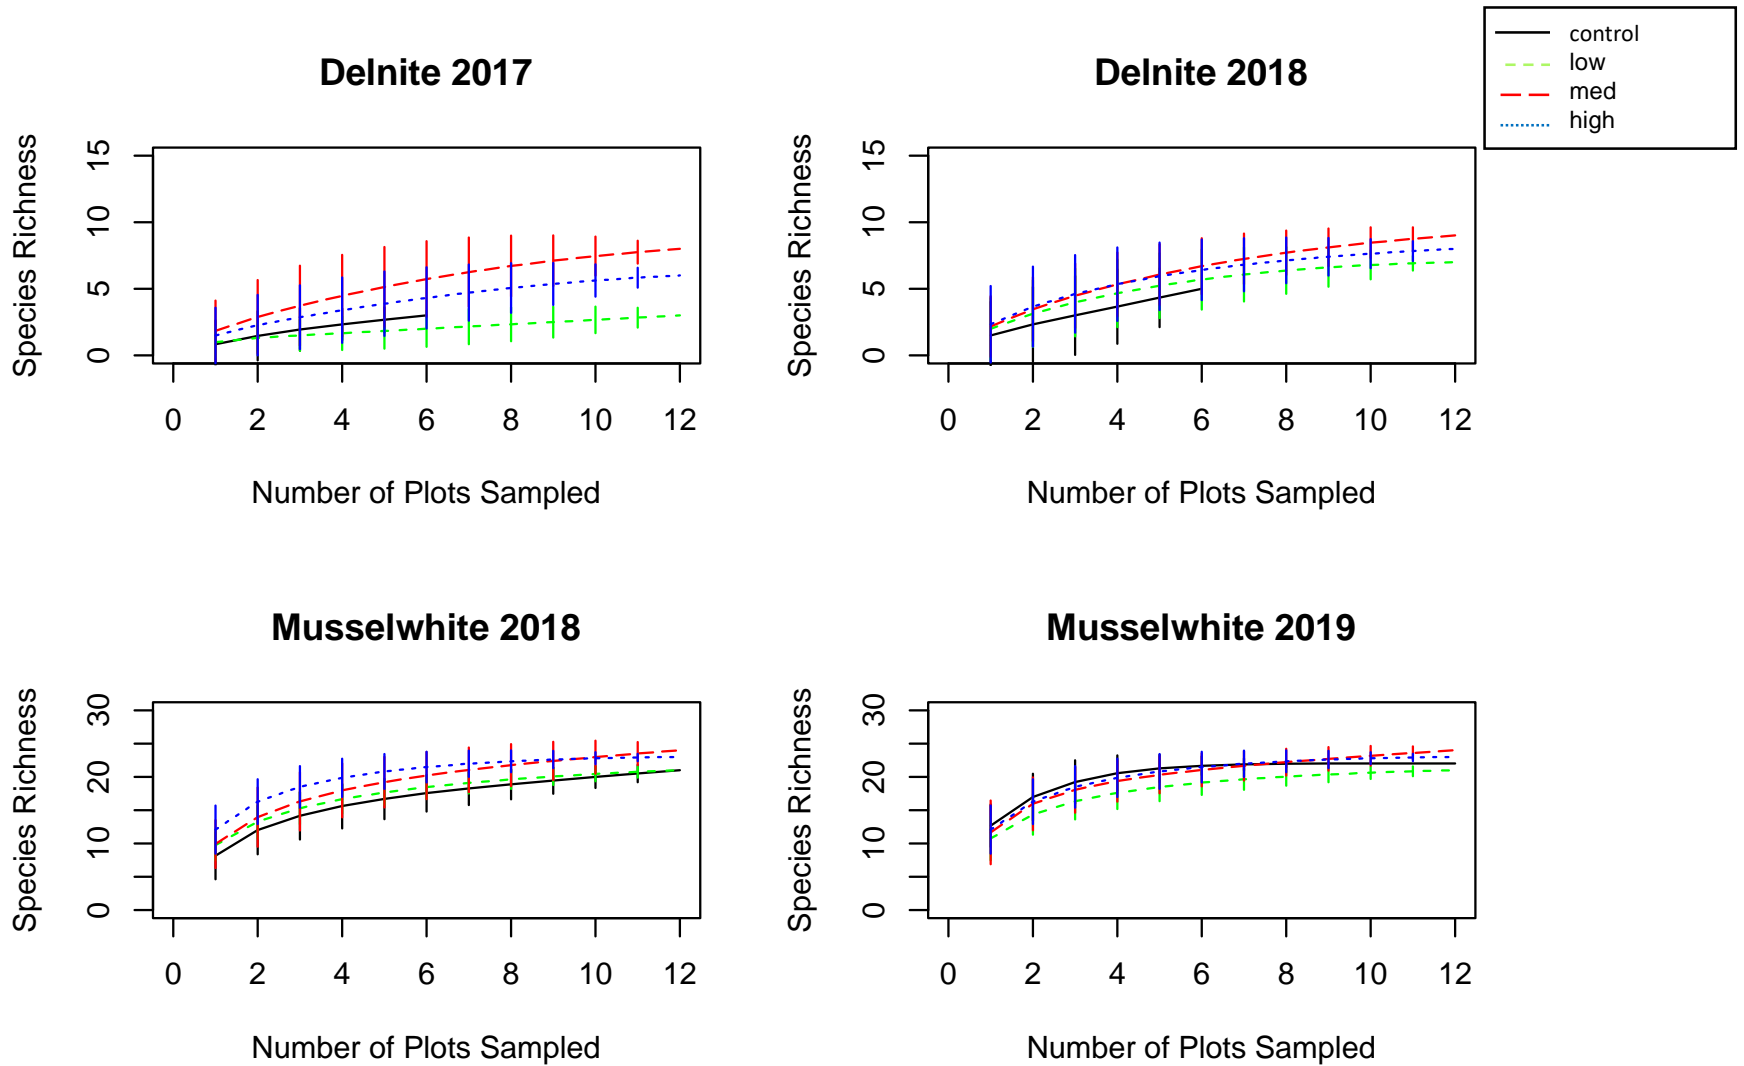 control
low
med
high
Delnite 2017
Species Richness
0 5 10 15
0 2 4 6 8 10 12
Number of Plots Sampled
Delnite 2018
Species Richness
0 5 10 15
0 2 4 6 8 10 12
Number of Plots Sampled
Musselwhite 2018
Species Richness
0 10 20 30
0 2 4 6 8 10 12
Number of Plots Sampled
Musselwhite 2019
Species Richness
0 10 20 30
0 2 4 6 8 10 12
Number of Plots Sampled